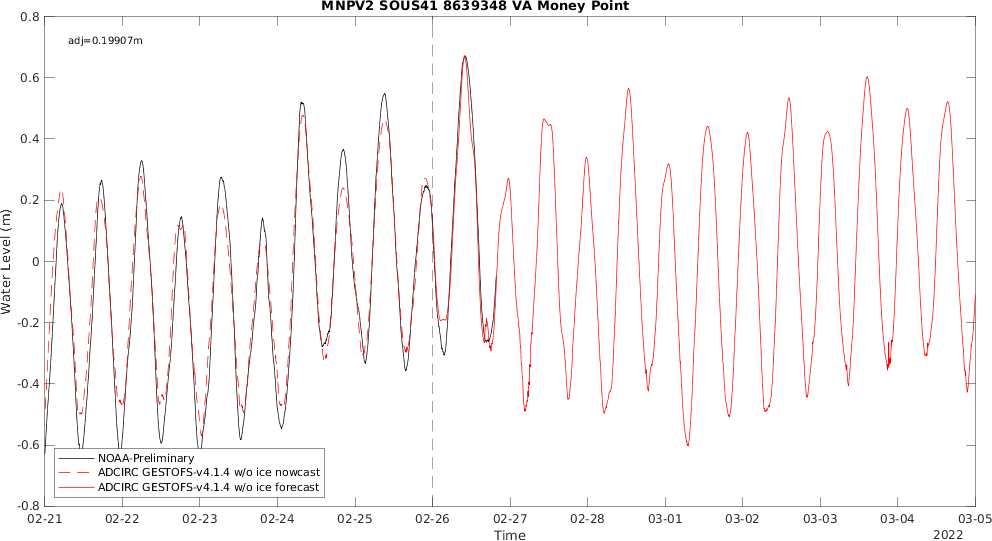 MNPV2 SOUS41 8639348 VA Money Point
adj=0.19907m
0.8
0.6
0.4
0.2
0
-0.2
-0.4
-0.6
-0.8
Water Level (m)
NOAA-Preliminary
ADCIRC GESTOFS-v4.1.4 w/o ice nowcast
ADCIRC GESTOFS-v4.1.4 w/o ice forecast
02-21 02-22 02-23 02-24 02-25 02-26 02-27 02-28 03-01 03-02 03-03 03-04 03-05
Time
2022